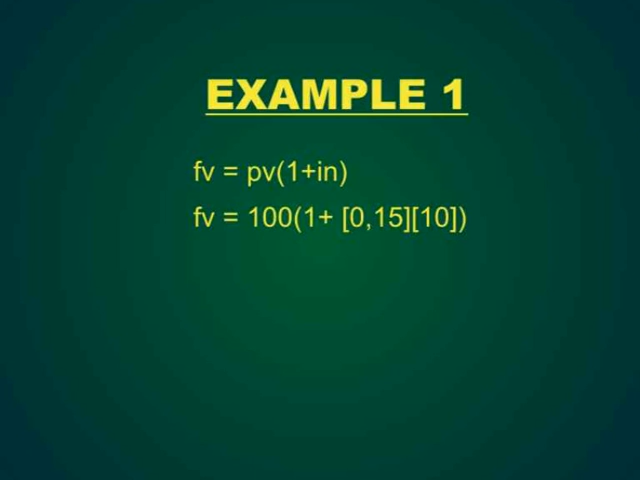 EXAMPLE 1
fv = pv(1+in)
fv = 100(1+ [0,15][10])